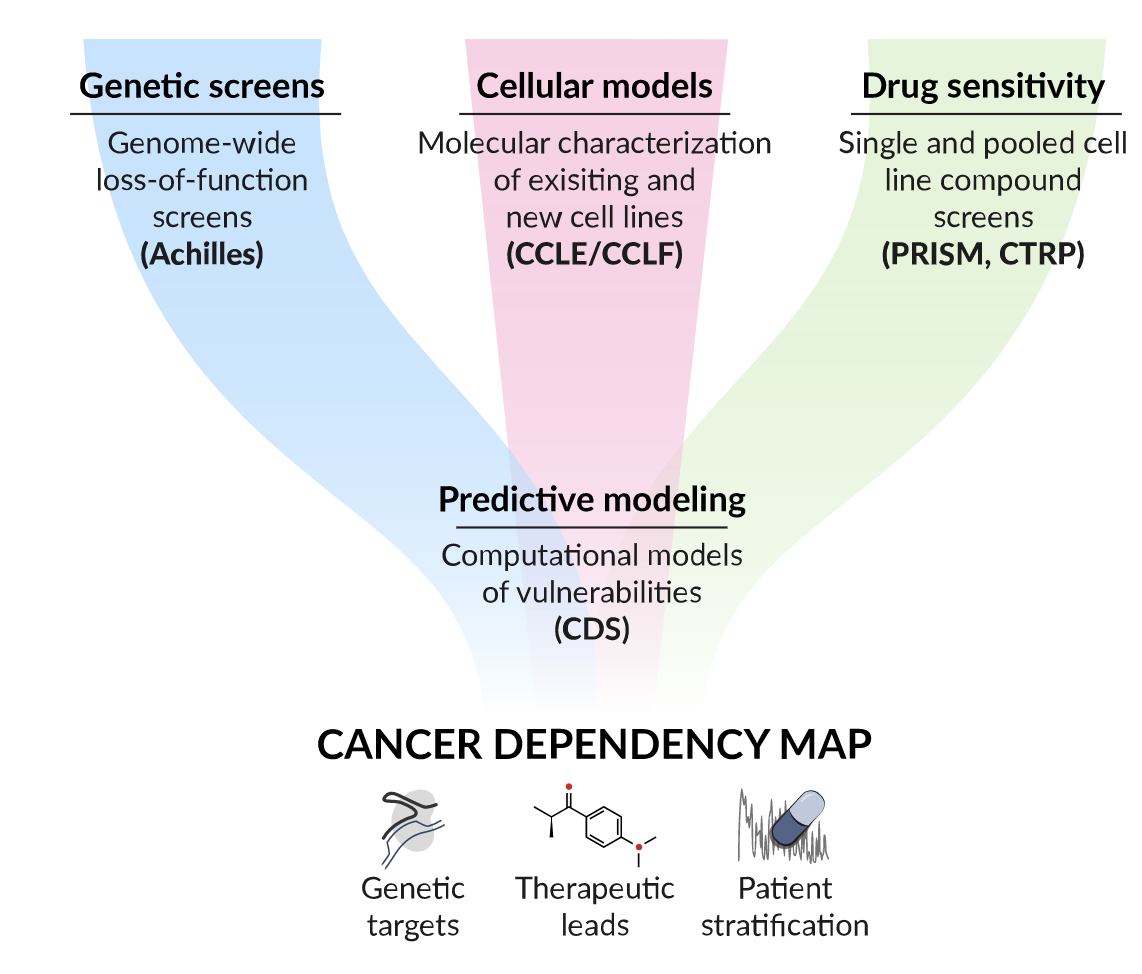 Genetic screens
Genome-wide
loss-of-function
screens
(Achilles)
Cellular models
Molecular characterization
of exisiting and
new cell lines
(CCLE/CCLF)
Drug sensitivity
Single and pooled cell
line compound
screens
(PRISM, CTRP)
Predictive modeling
Computational models
of vulnerabilities
(CDS)
CANCER DEPENDENCY MAP
Genetic
targets
Therapeutic
leads
Patient
stratification